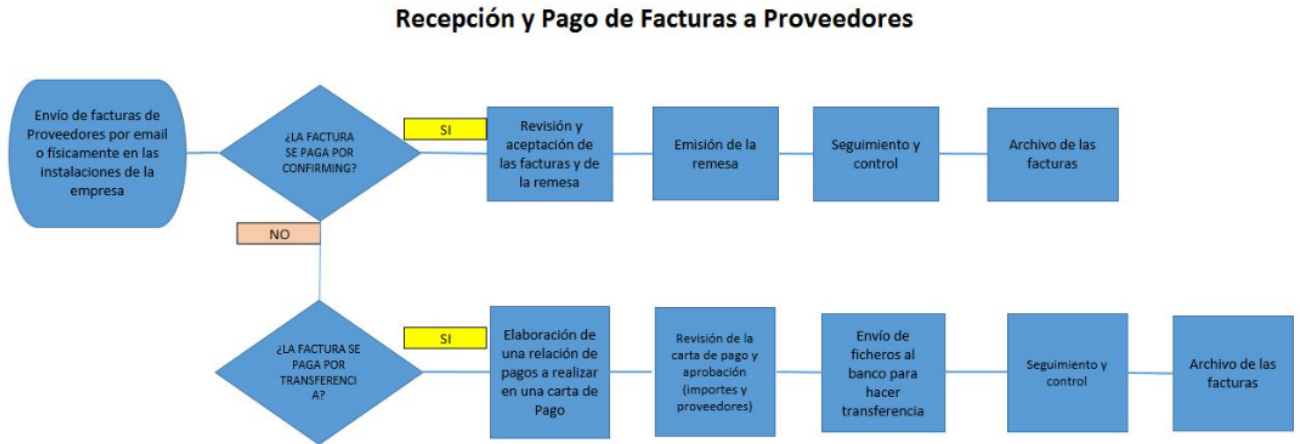 Recepción y Pago de Facturas a Proveedores
Envío de facturas de
Proveedores por email
o físicamente en las
instalaciones de la
empresa
¿LA FACTURA
SE PAGA POR
CONFIRMING?
SI
Revisión y
aceptación de
las facturas y de
la remesa
Emisión de la
remesa
Seguimiento y
control
Archivo de las
facturas
NO
¿LA FACTURA SE
PAGA POR
TRANSFERENCI
A?
SI
Elaboración de
una relación de
pagos a realizar
en una carta de
Pago
Revisión de la
carta de pago y
aprobación
(importes y
proveedores)
Envío de
ficheros al
banco para
hacer
transferencia
Seguimiento y
control
Archivo de las
facturas